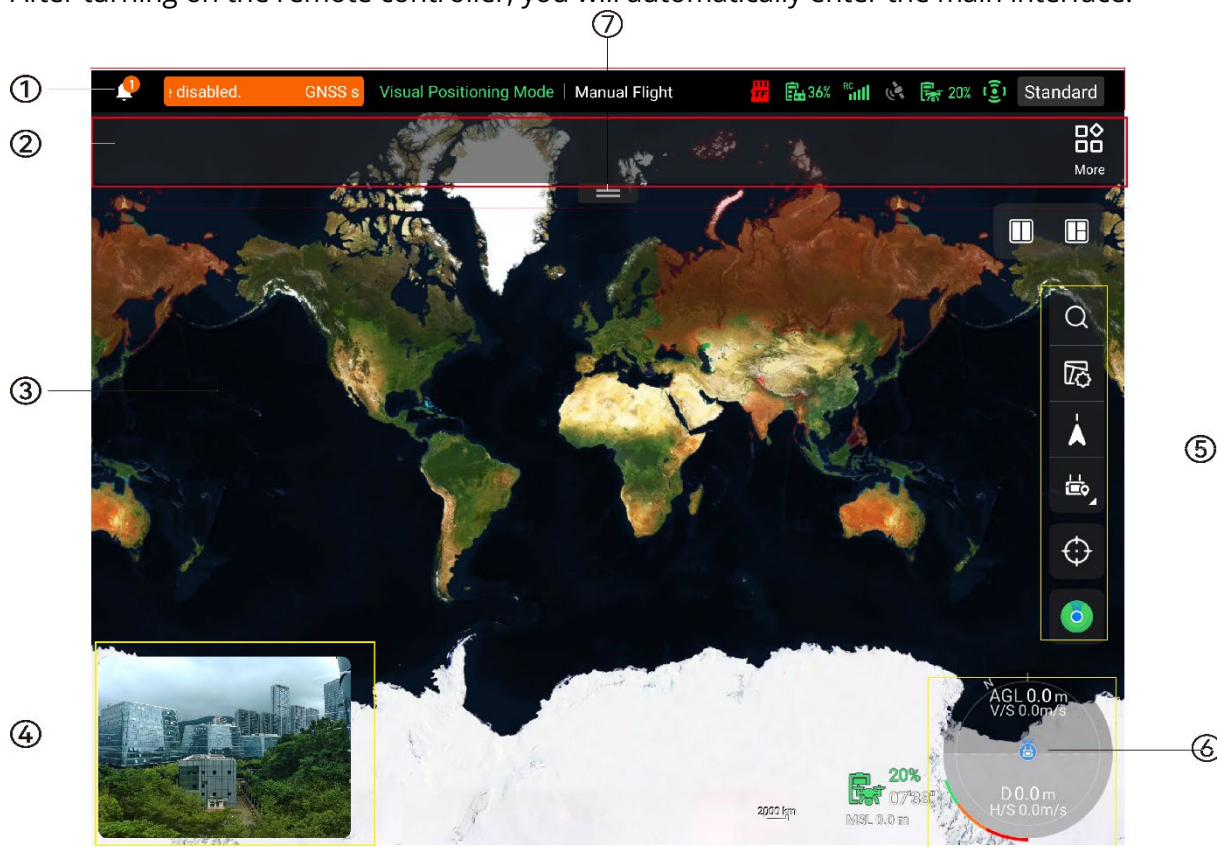 After turning on the remote controller, you will automatically enter the main interface.
⑦
① 1 e disabled. GNSS s Visual Positioning Mode | Manual Flight TF 36% RC 20% Standard
②
More
③
⑤
④
AGL 0.0 m
V/S 0.0m/s
N
⑥
20%
07'38"
D 0.0 m
H/S 0.0m/s
2000 km
MSL 0.0 m